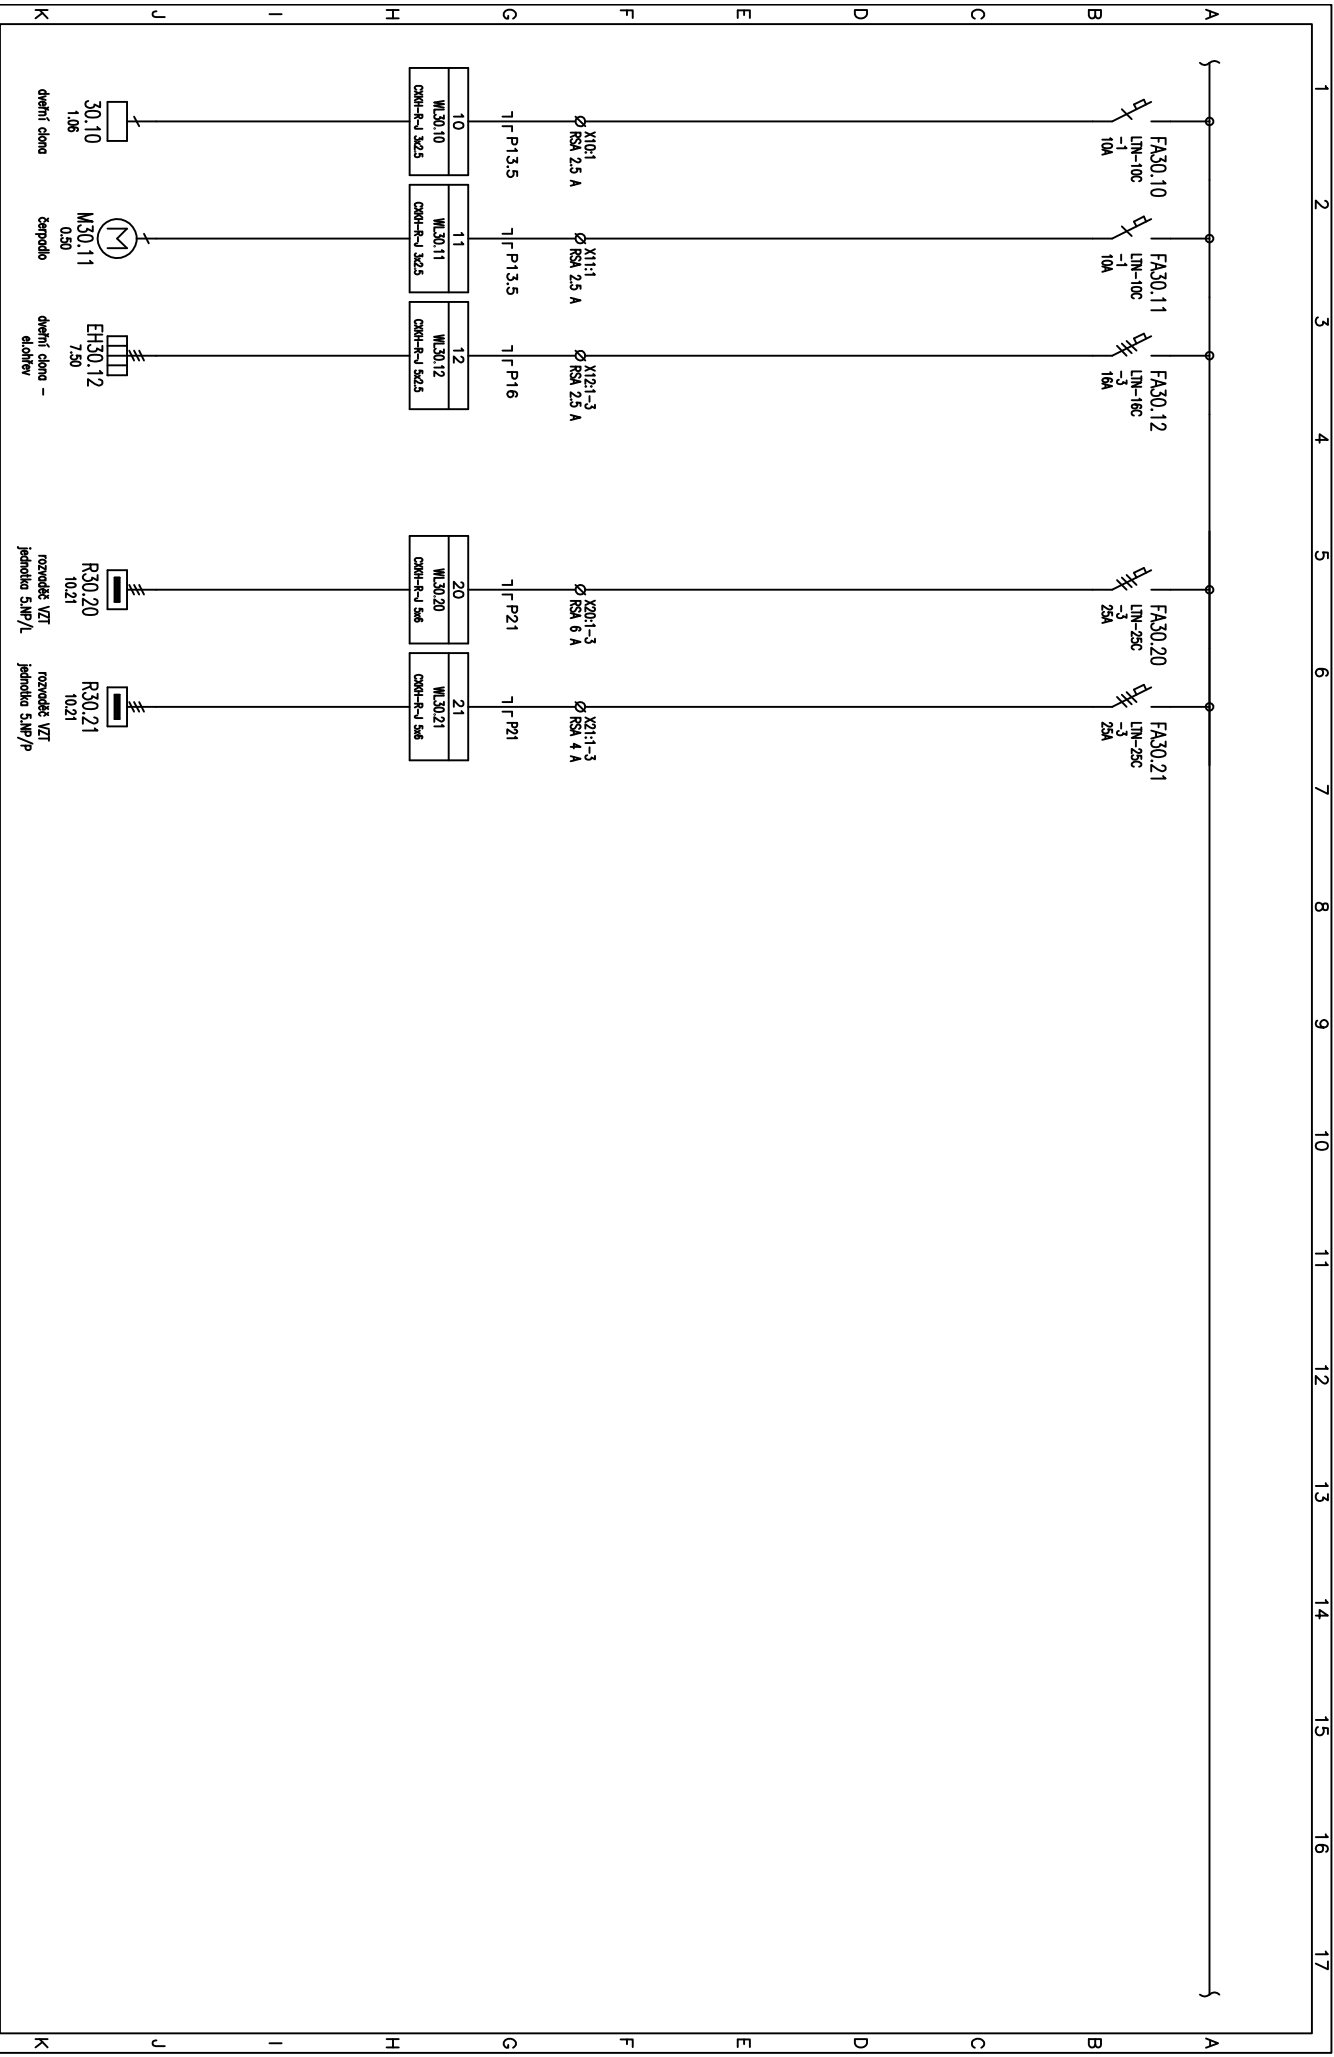 1
2
3
4
5
6
7
8
9
10
11
12
13
14
15
16
17
A
A
B
B
C
C
D
D
E
E
F
F
G
G
H
H
I
I
J
J
K
K
FA30.10
LTN-10C
-1
10A
X10:1
RSA 2.5 A
P13.5
10
WL30.10
CXKH-R-J 3x2.5
30.10
1.06
dveřní clona
FA30.11
LTN-10C
-1
10A
X11:1
RSA 2.5 A
P13.5
11
WL30.11
CXKH-R-J 3x2.5
M
M30.11
0.50
čerpadlo
FA30.12
LTN-16C
-3
16A
X12:1-3
RSA 2.5 A
P16
12
WL30.12
CXKH-R-J 5x2.5
EH30.12
7.50
dveřní clona -
el.ohřev
FA30.20
LTN-25C
-3
25A
X20:1-3
RSA 6 A
P21
20
WL30.20
CXKH-R-J 5x6
R30.20
10.21
rozvaděč VZT
jednotka 5.NP/L
FA30.21
LTN-25C
-3
25A
X21:1-3
RSA 4 A
P21
21
WL30.21
CXKH-R-J 5x6
R30.21
10.21
rozvaděč VZT
jednotka 5.NP/P